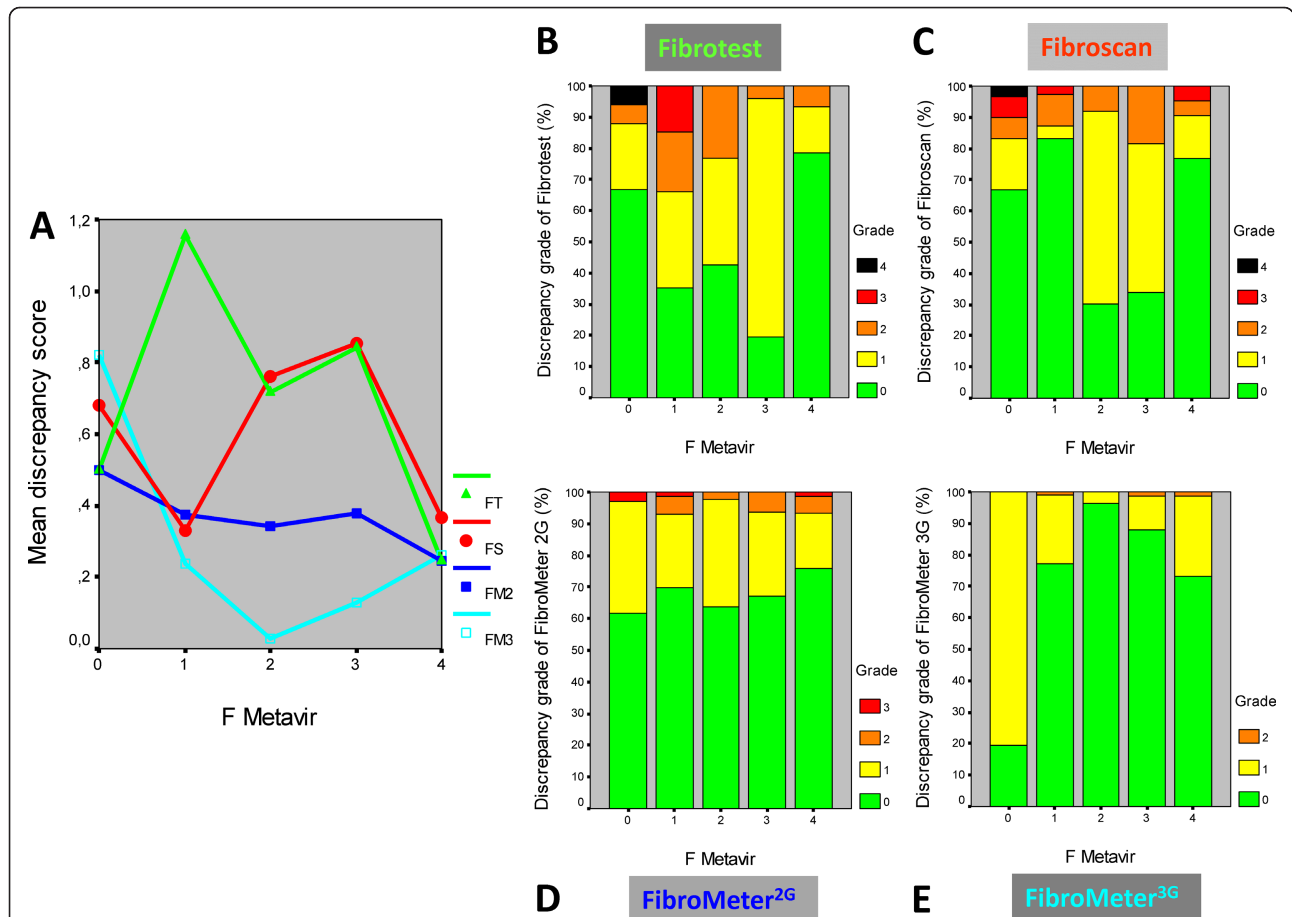 A
Mean discrepancy score
1,2
1,0
,8
,6
,4
,2
0,0
0 1 2 3 4
F Metavir
FT
FS
FM2
FM3
B
Fibrotest
Discrepancy grade of Fibrotest (%)
100
90
80
70
60
50
40
30
20
10
0
0 1 2 3 4
F Metavir
Grade
4
3
2
1
0
C
Fibroscan
Discrepancy grade of Fibroscan (%)
100
90
80
70
60
50
40
30
20
10
0
0 1 2 3 4
F Metavir
Grade
4
3
2
1
0
Discrepancy grade of FibroMeter 2G (%)
100
90
80
70
60
50
40
30
20
10
0
0 1 2 3 4
F Metavir
Grade
3
2
1
0
D
FibroMeter2G
Discrepancy grade of FibroMeter 3G (%)
100
90
80
70
60
50
40
30
20
10
0
0 1 2 3 4
F Metavir
Grade
2
1
0
E
FibroMeter3G